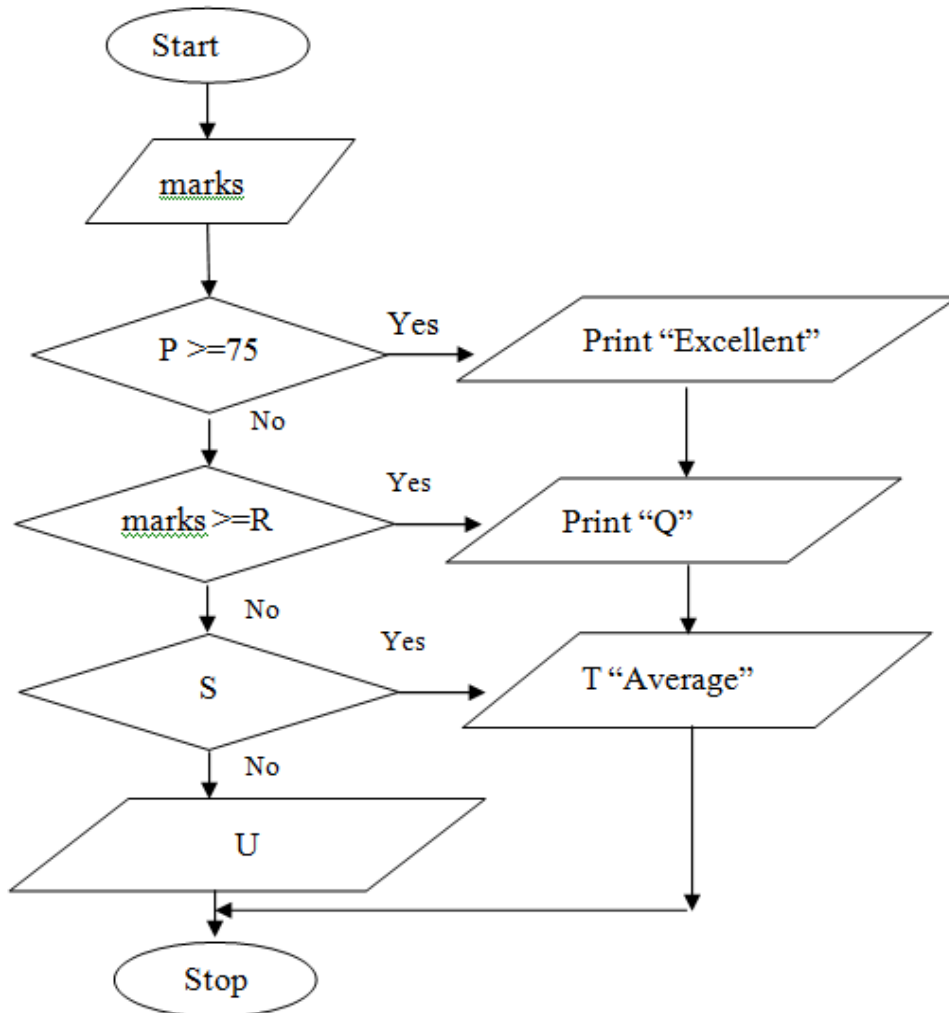 Start
marks
P >=75
Yes
Print “Excellent”
No
marks >=R
Yes
Print “Q”
No
S
Yes
T “Average”
No
U
Stop